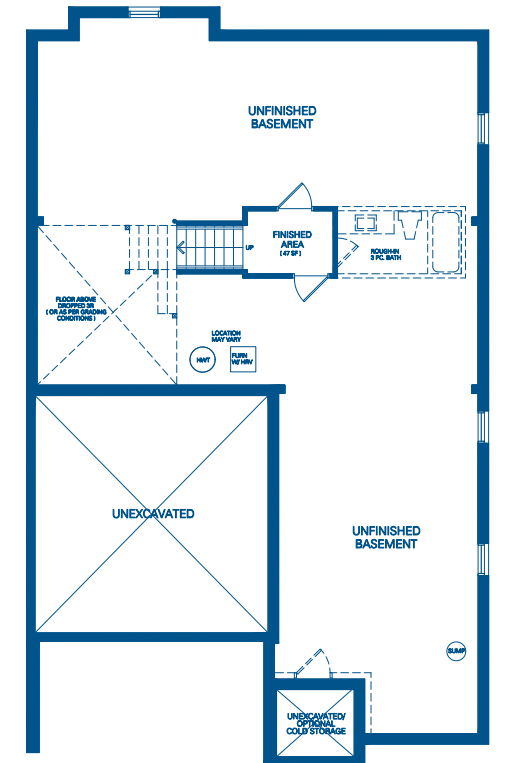 UNFINISHED
BASEMENT
FINISHED
AREA
[ 47 SF ]
UP
ROUGH-IN
3 PC. BATH
FLOOR ABOVE
DROPPED 3R
( OR AS PER GRADING
CONDITIONS )
LOCATION
MAY VARY
HWT
FURN
W/ HRV
UNEXCAVATED
UNFINISHED
BASEMENT
SUMP
UNEXCAVATED/
OPTIONAL
COLD STORAGE